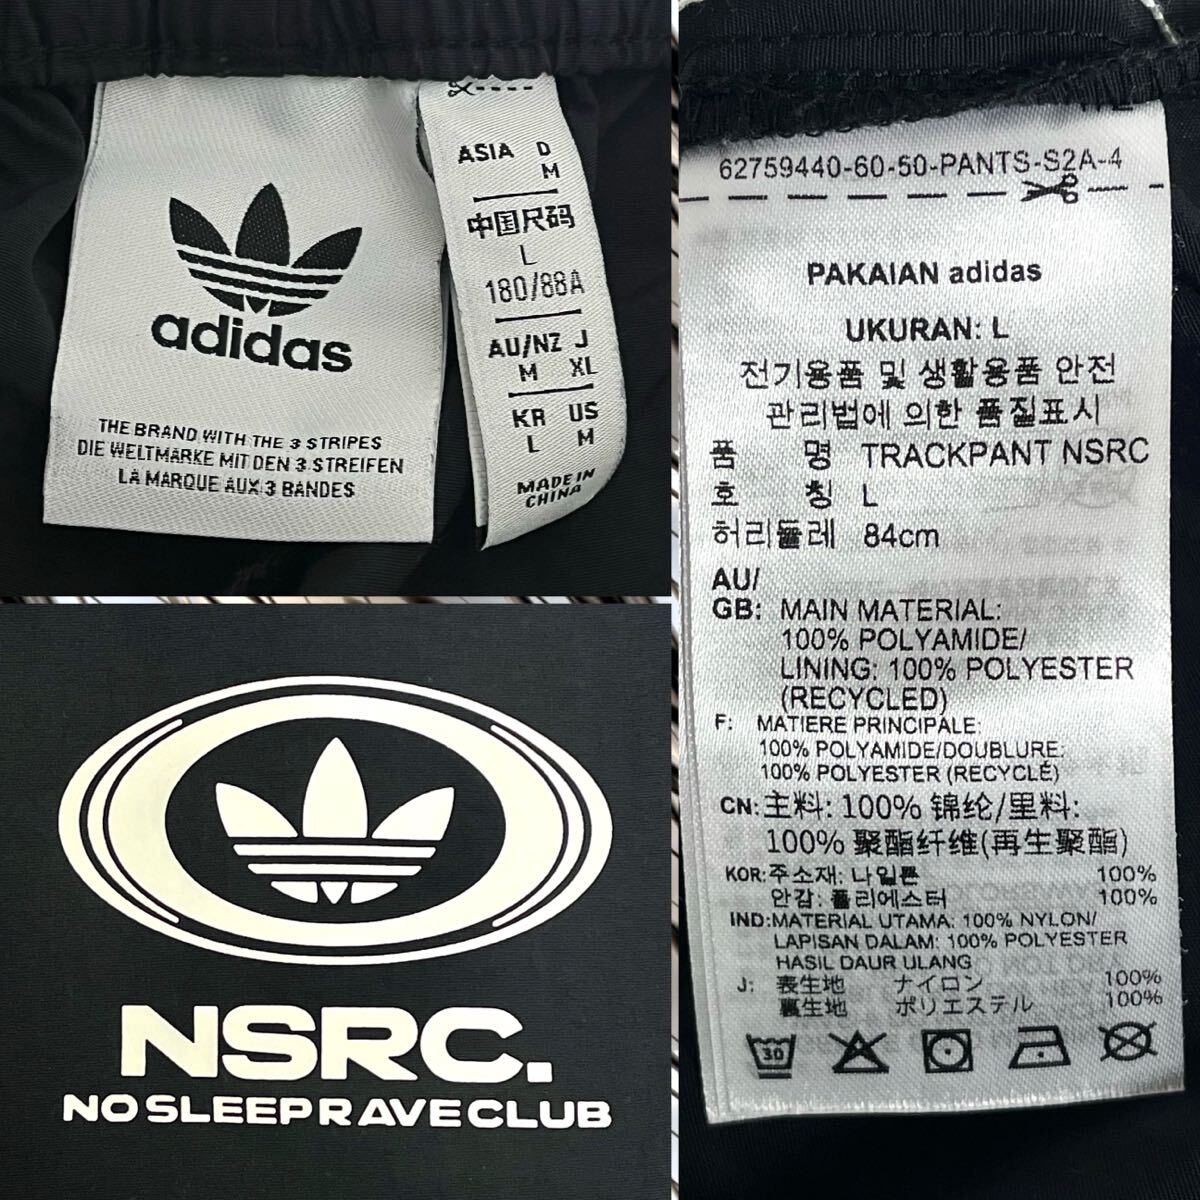 adidas
THE BRAND WITH THE 3 STRIPES
DIE WELTMARKE MIT DEN 3 STREIFEN
LA MARQUE AUX 3 BANDES
ASIA D
M
中国尺码
L
180/88A
AU/NZ J
M XL
KR US
L M
MADE IN
CHINA
NSRC.
NO SLEEP RAVE CLUB
62759440-60-50-PANTS-S2A-4
PAKAIAN adidas
UKURAN: L
전기용품 및 생활용품 안전
관리법에 의한 품질표시
품 명 TRACKPANT NSRC
호 칭 L
허리둘레 84cm
AU/
GB: MAIN MATERIAL:
100% POLYAMIDE/
LINING: 100% POLYESTER
(RECYCLED)
F: MATIERE PRINCIPALE:
100% POLYAMIDE/DOUBLURE:
100% POLYESTER (RECYCLÉ)
CN: 主料: 100% 锦纶/里料:
100% 聚酯纤维(再生聚酯)
KOR: 주소재: 나일론 100%
안감: 폴리에스터 100%
IND: MATERIAL UTAMA: 100% NYLON/
LAPISAN DALAM: 100% POLYESTER
HASIL DAUR ULANG
J: 表生地 ナイロン 100%
裏生地 ポリエステル 100%
30